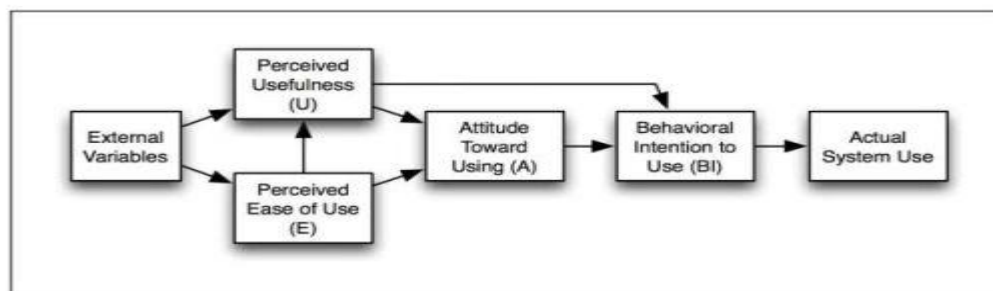 External
Variables
Perceived
Usefulness
(U)
Perceived
Ease of Use
(E)
Attitude
Toward
Using (A)
Behavioral
Intention to
Use (BI)
Actual
System Use